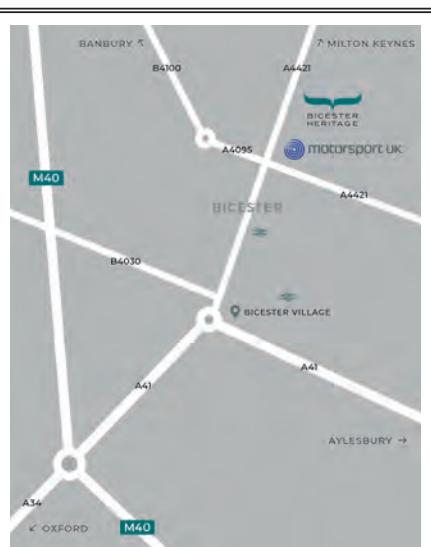 BANBURY ↖
↗ MILTON KEYNES
B4100
A4421
BICESTER
HERITAGE
A4095
motorsport UK
M40
A4421
BICESTER
B4030
BICESTER VILLAGE
A41
A41
AYLESBURY →
A34
↙ OXFORD
M40